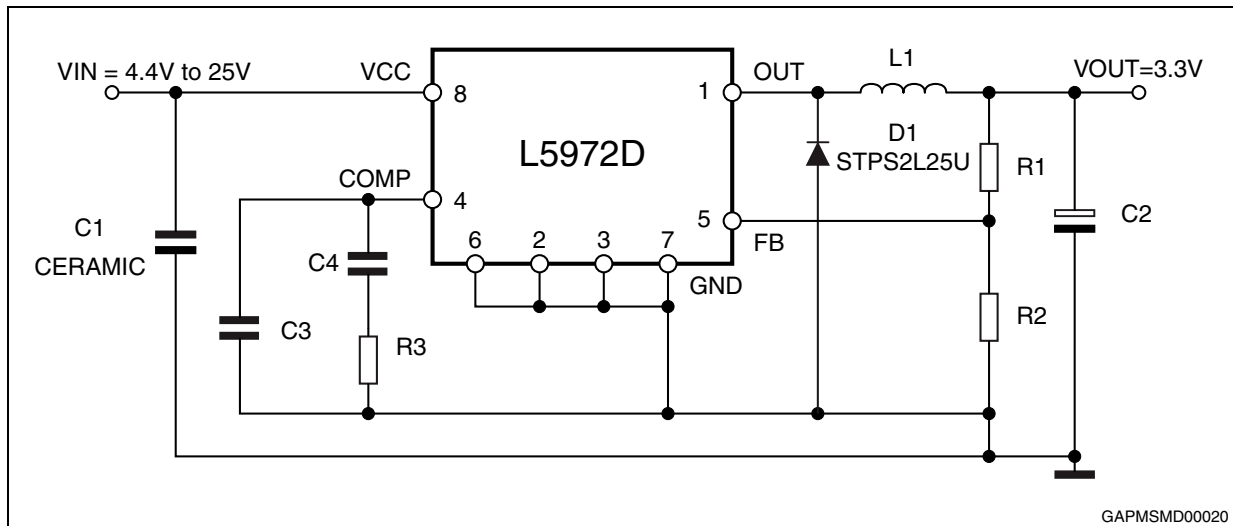 VIN = 4.4V to 25V
VCC
8
L5972D
1
OUT
L1
VOUT=3.3V
D1
STPS2L25U
R1
COMP
4
5
FB
C2
C1
CERAMIC
C4
6
2
3
7
GND
C3
R3
R2
GAPMSMD00020